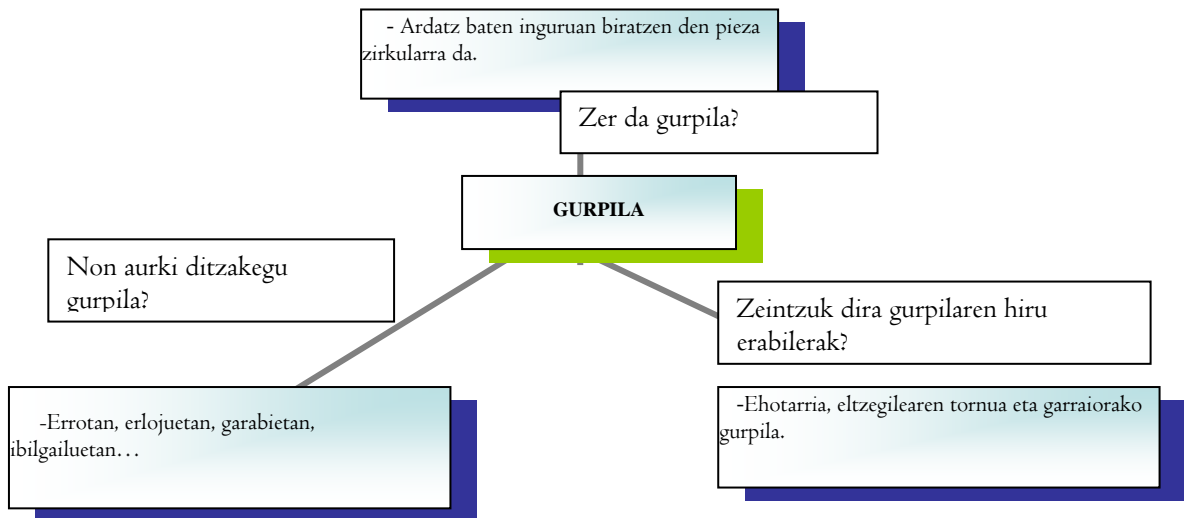 - Ardatz baten inguruan biratzen den pieza
zirkularra da.
Zer da gurpila?
GURPILA
Non aurki ditzakegu
gurpila?
Zeintzuk dira gurpilaren hiru
erabilerak?
-Errotan, erlojuetan, garabietan,
ibilgailuetan…
-Ehotarria, eltzegilearen tornua eta garraiorako
gurpila.